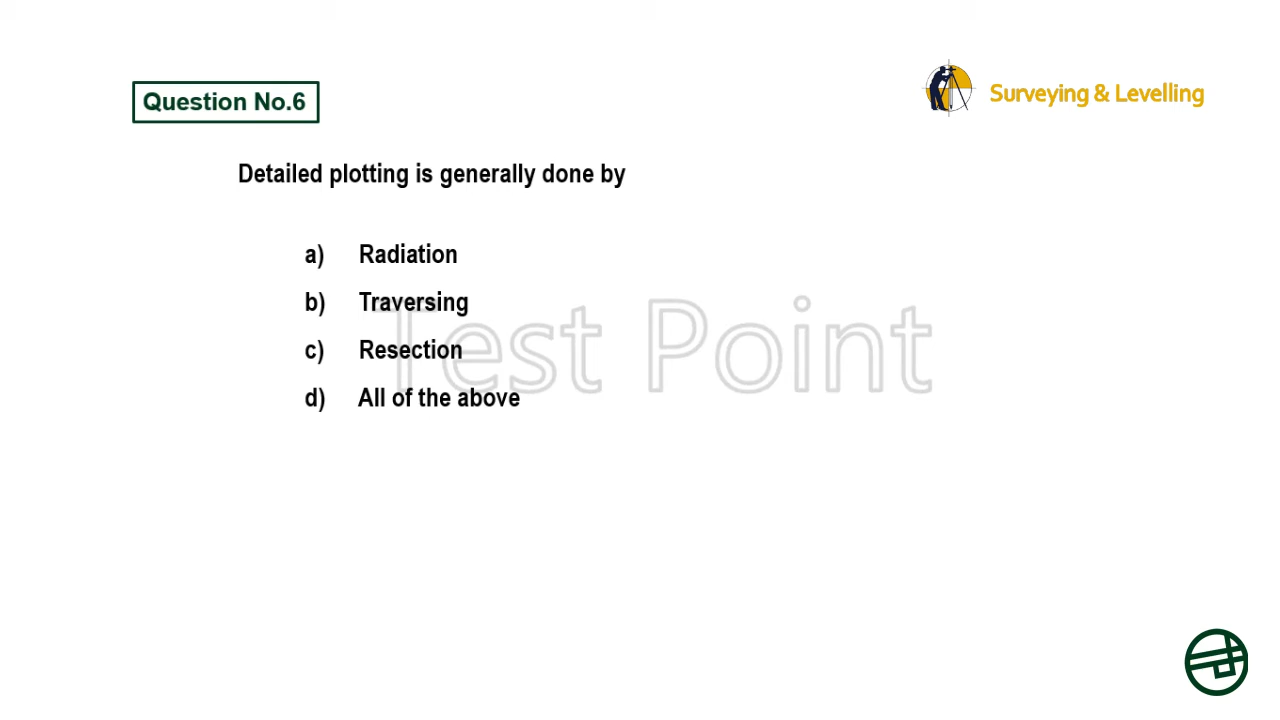 Question No.6
Surveying & Levelling
Detailed plotting is generally done by
a) Radiation
b) Traversing
c) Resection
d) All of the above
Test Point